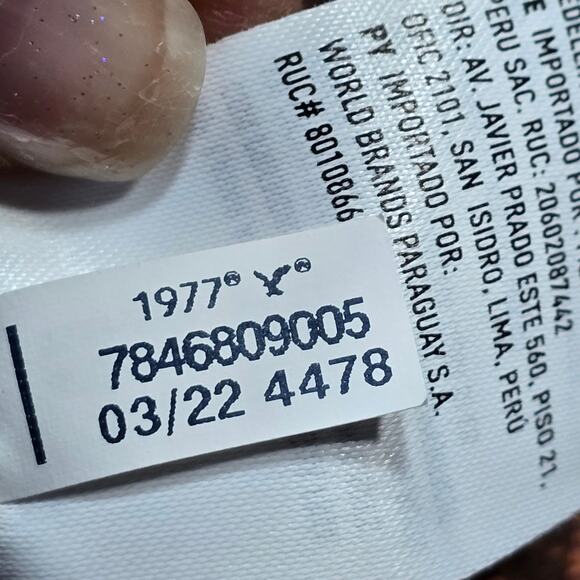 1977®
7846809005
03/22 4478
E IMPORTADO POR:
PERU SAC. RUC: 20602087442
DIR: AV. JAVIER PRADO ESTE 560, PISO 21,
OFIC 2101, SAN ISIDRO, LIMA, PERÚ
PY IMPORTADO POR:
WORLD BRANDS PARAGUAY S.A.
RUC# 8010866